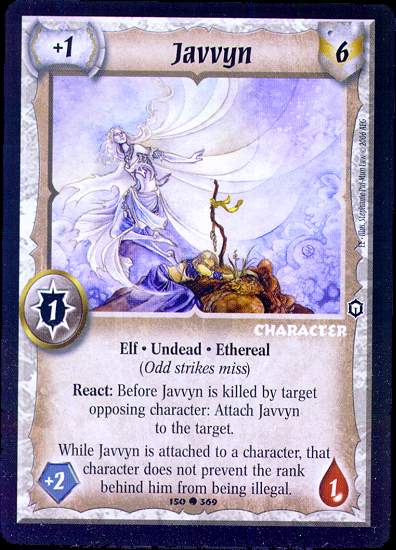 +1
Javvyn
6
1
CHARACTER
Elf • Undead • Ethereal
(Odd strikes miss)
React: Before Javvyn is killed by target
opposing character: Attach Javvyn
to the target.
While Javvyn is attached to a character, that
character does not prevent the rank
behind him from being illegal.
+2
1
150 369